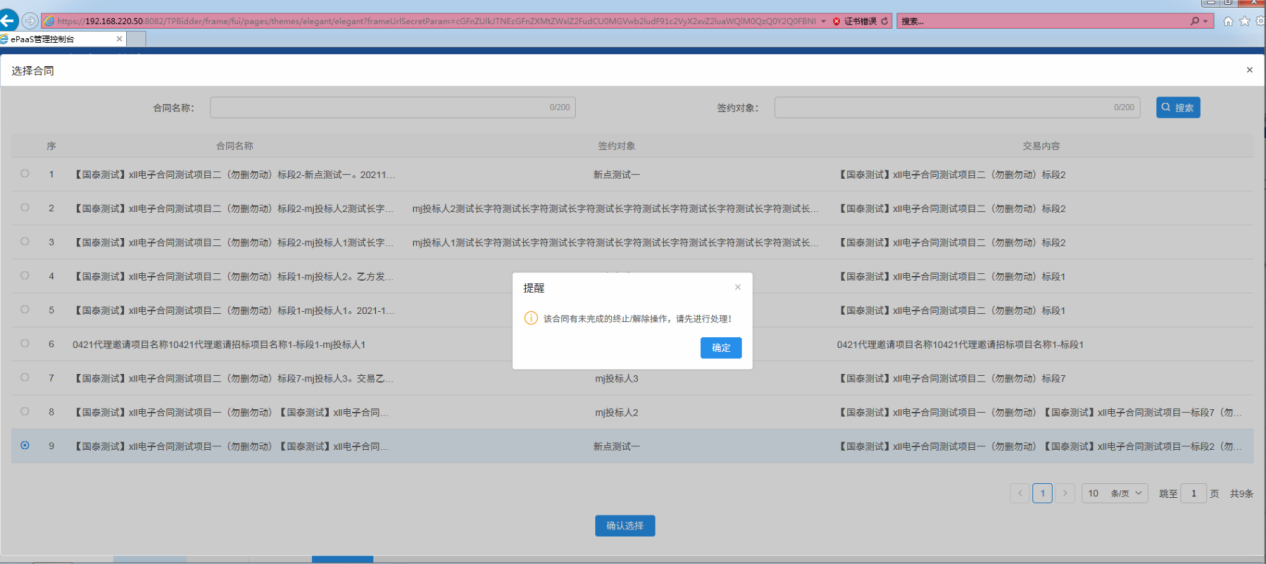 https://192.168.220.50:8082/TPBidder/frame/fui/pages/themes/elegant/elegant?frameUrlSecretParam= 证书错误 搜索...
ePaaS管理控制台
选择合同
合同名称： 0/200 签约对象： 0/200 搜索
序 合同名称 签约对象 交易内容
1 【国泰测试】xll电子合同测试项目二（勿删勿动）标段2-新点测试一。20211... 新点测试一 【国泰测试】xll电子合同测试项目二（勿删勿动）标段2
2 【国泰测试】xll电子合同测试项目二（勿删勿动）标段2-mj投标人2测试长字... mj投标人2测试长字符测试长字符测试长字符测试长字符测试长字符测试长字符测试长字符测试长... 【国泰测试】xll电子合同测试项目二（勿删勿动）标段2
3 【国泰测试】xll电子合同测试项目二（勿删勿动）标段2-mj投标人1测试长字... mj投标人1测试长字符测试长字符测试长字符测试长字符测试长字符测试长字符测试长字符测试长... 【国泰测试】xll电子合同测试项目二（勿删勿动）标段2
4 【国泰测试】xll电子合同测试项目二（勿删勿动）标段1-mj投标人2。乙方发... 【国泰测试】xll电子合同测试项目二（勿删勿动）标段1
提醒
5 【国泰测试】xll电子合同测试项目二（勿删勿动）标段1-mj投标人1。2021-1... 【国泰测试】xll电子合同测试项目二（勿删勿动）标段1
该合同有未完成的终止/解除操作，请先进行处理！
6 0421代理邀请项目名称10421代理邀请招标项目名称1-标段1-mj投标人1 0421代理邀请项目名称10421代理邀请招标项目名称1-标段1
确定
7 【国泰测试】xll电子合同测试项目二（勿删勿动）标段7-mj投标人3。交易乙... mj投标人3 【国泰测试】xll电子合同测试项目二（勿删勿动）标段7
8 【国泰测试】xll电子合同测试项目一（勿删勿动）【国泰测试】xll电子合同... mj投标人2 【国泰测试】xll电子合同测试项目一（勿删勿动）【国泰测试】xll电子合同测试项目一标段7（勿...
9 【国泰测试】xll电子合同测试项目一（勿删勿动）【国泰测试】xll电子合同... 新点测试一 【国泰测试】xll电子合同测试项目一（勿删勿动）【国泰测试】xll电子合同测试项目一标段2（勿...
1 10 条/页 跳至 1 页 共9条
确认选择